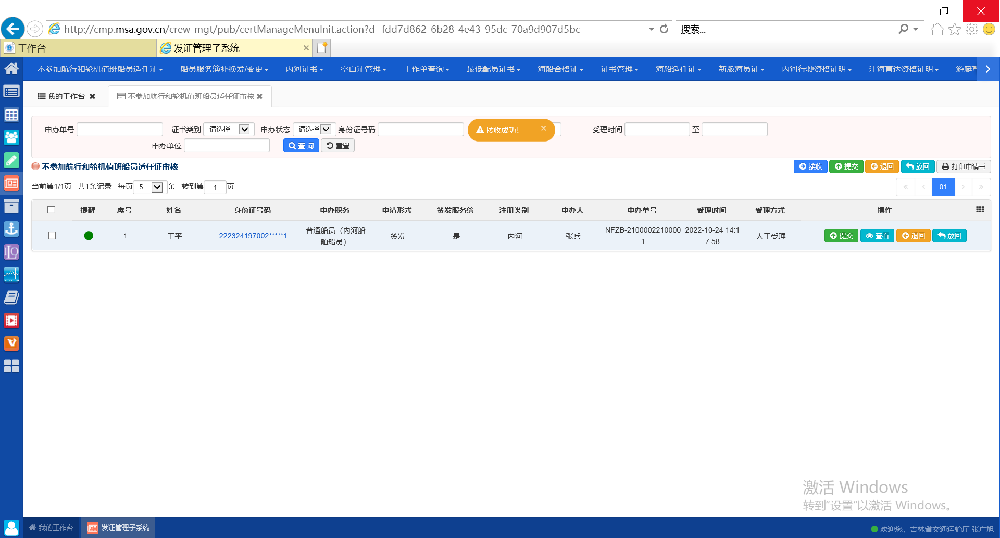 http://cmp.msa.gov.cn/crew_mgt/pub/certManageMenuInit.action?d=fdd7d862-6b28-4e43-95dc-70a9d907d5bc
搜索...
工作台
发证管理子系统
不参加航行和轮机值班船员适任证 船员服务簿补换发/变更 内河证书 空白证管理 工作单查询 最低配员证书 海船合格证 证书管理 海船适任证 新版海员证 内河行驶资格证明 江海直达资格证明 游艇
我的工作台
不参加航行和轮机值班船员适任证审核
申办单号 证书类别 请选择 申办状态 请选择 身份证号码 接收成功! 受理时间 至
申办单位 查 询 重置
不参加航行和轮机值班船员适任证审核
接收 提交 退回 放回 打印申请书
当前第1/1页 共1条记录 每页 5 条 转到第 1 页
« ‹ 01 › »
提醒 序号 姓名 身份证号码 申办职务 申请形式 签发服务簿 注册类别 申办人 申办单号 受理时间 受理方式 操作
1 王平 222324197002*****1 普通船员（内河船舶船员） 签发 是 内河 张兵 NFZB-21000022100001 2022-10-24 14:17:58 人工受理 提交 查看 退回 放回
激活 Windows
转到"设置"以激活 Windows。
我的工作台
发证管理子系统
欢迎您，吉林省交通运输厅 张广旭